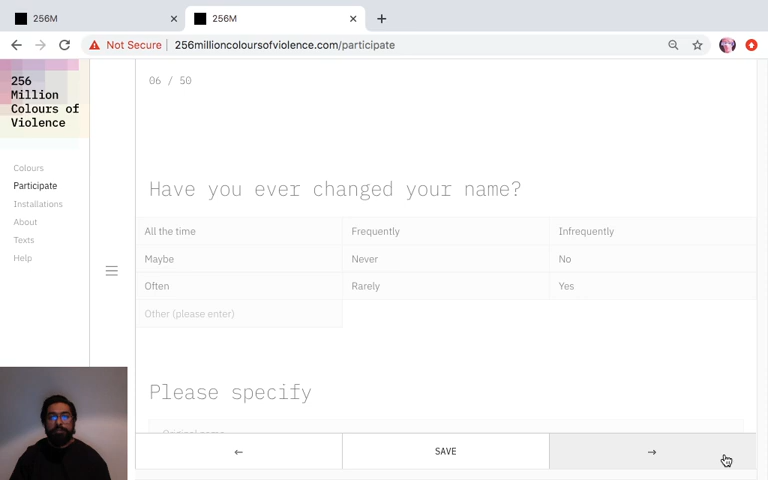 256M
256M
Not Secure
256millioncoloursofviolence.com/participate
256
Million
Colours of
Violence
Colours
Participate
Installations
About
Texts
Help
06 / 50
Have you ever changed your name?
All the time Frequently Infrequently
Maybe Never No
Often Rarely Yes
Other (please enter)
Please specify
Original name
← SAVE →